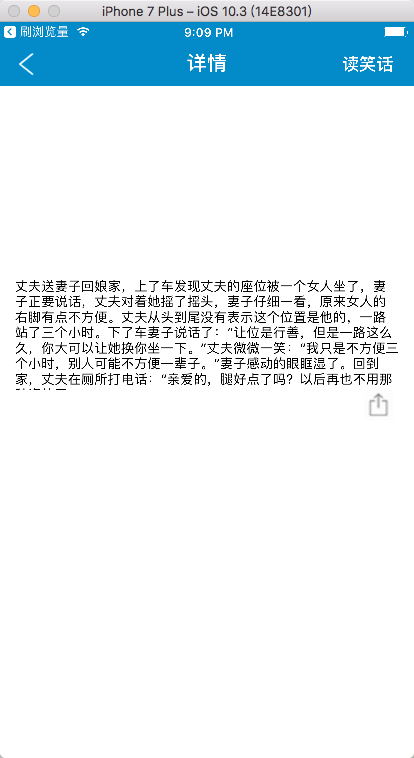 iPhone 7 Plus – iOS 10.3 (14E8301)
刷浏览量
9:09 PM
详情
读笑话
丈夫送妻子回娘家，上了车发现丈夫的座位被一个女人坐了，妻
子正要说话，丈夫对着她摇了摇头，妻子仔细一看，原来女人的
右脚有点不方便。丈夫从头到尾没有表示这个位置是他的，一路
站了三个小时。下了车妻子说话了：“让位是行善，但是一路这么
久，你大可以让她换你坐一下。”丈夫微微一笑：“我只是不方便三
个小时，别人可能不方便一辈子。”妻子感动的眼眶湿了。回到
家，丈夫在厕所打电话：“亲爱的，腿好点了吗？以后再也不用那